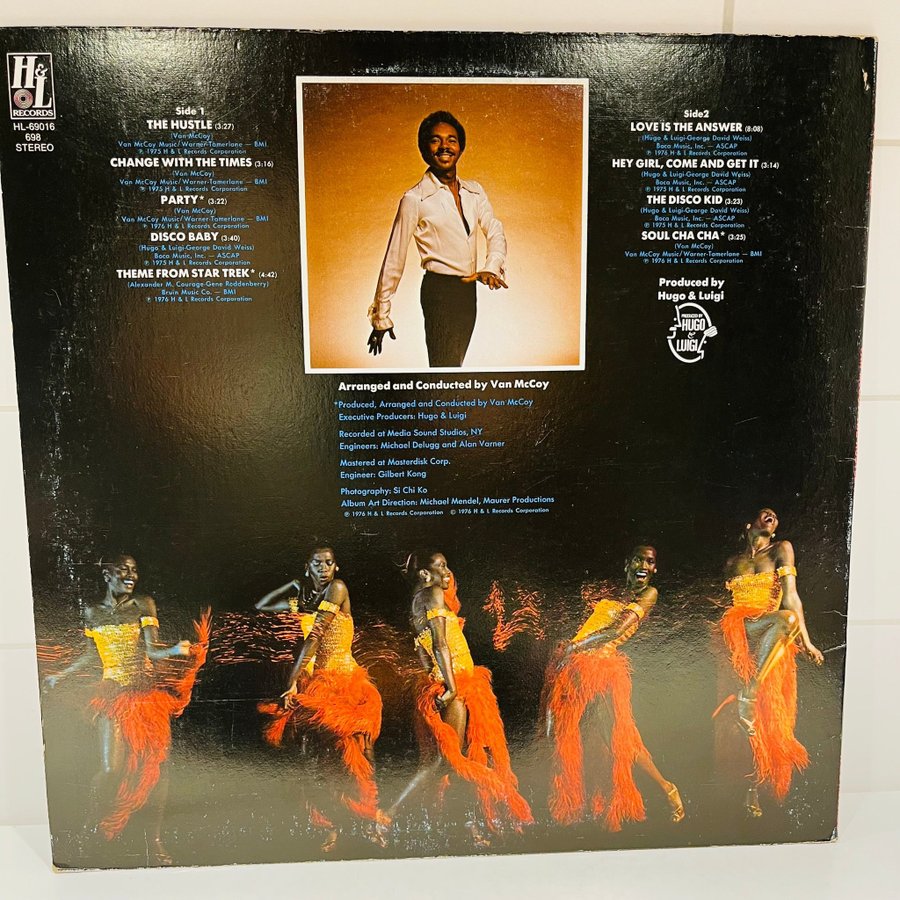 H&L
RECORDS
HL-69016
698
STEREO
Side 1
THE HUSTLE (3:27)
(Van McCoy)
Van McCoy Music/Warner-Tamerlane — BMI
℗ 1975 H & L Records Corporation
CHANGE WITH THE TIMES (3:16)
(Van McCoy)
Van McCoy Music/Warner-Tamerlane — BMI
℗ 1975 H & L Records Corporation
PARTY* (3:22)
(Van McCoy)
Van McCoy Music/Warner-Tamerlane — BMI
℗ 1976 H & L Records Corporation
DISCO BABY (3:40)
(Hugo & Luigi-George David Weiss)
Boca Music, Inc. — ASCAP
℗ 1975 H & L Records Corporation
THEME FROM STAR TREK* (4:42)
(Alexander M. Courage-Gene Roddenberry)
Bruin Music Co. — BMI
℗ 1976 H & L Records Corporation
Side2
LOVE IS THE ANSWER (8:08)
(Hugo & Luigi-George David Weiss)
Boca Music, Inc. — ASCAP
℗ 1976 H & L Records Corporation
HEY GIRL, COME AND GET IT (3:14)
(Hugo & Luigi-George David Weiss)
Boca Music, Inc. — ASCAP
℗ 1975 H & L Records Corporation
THE DISCO KID (3:23)
(Hugo & Luigi-George David Weiss)
Boca Music, Inc. — ASCAP
℗ 1975 H & L Records Corporation
SOUL CHA CHA* (3:25)
(Van McCoy)
Van McCoy Music/Warner-Tamerlane — BMI
℗ 1976 H & L Records Corporation
Produced by
Hugo & Luigi
PRODUCED BY
HUGO
&
LUIGI
Arranged and Conducted by Van McCoy
*Produced, Arranged and Conducted by Van McCoy
Executive Producers: Hugo & Luigi
Recorded at Media Sound Studios, NY
Engineers: Michael Delugg and Alan Varner
Mastered at Masterdisk Corp.
Engineer: Gilbert Kong
Photography: Si Chi Ko
Album Art Direction: Michael Mendel, Maurer Productions
℗ 1976 H & L Records Corporation © 1976 H & L Records Corporation